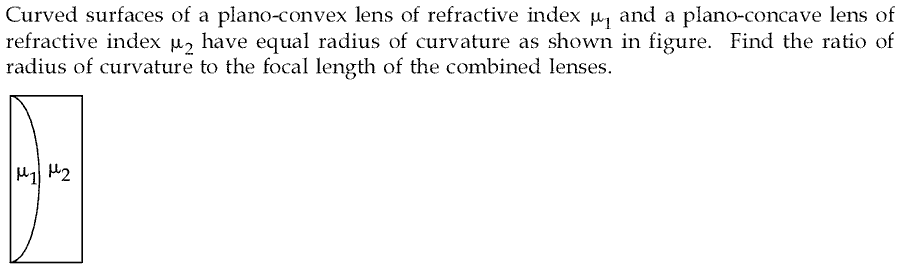 Curved surfaces of a plano-convex lens of refractive index μ₁ and a plano-concave lens of
refractive index μ₂ have equal radius of curvature as shown in figure. Find the ratio of
radius of curvature to the focal length of the combined lenses.
μ₁ μ₂